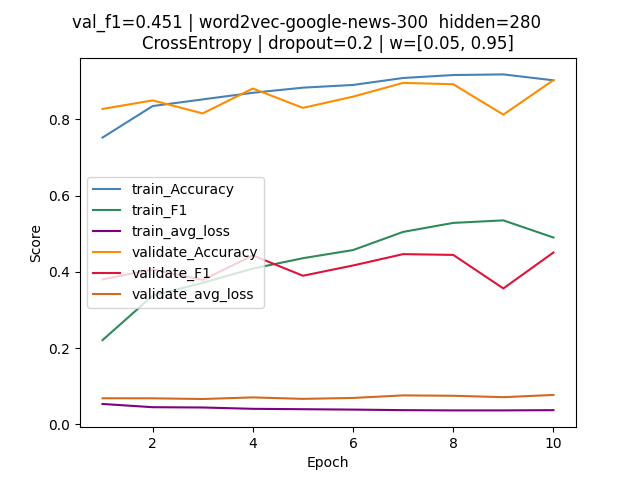 val_f1=0.451 | word2vec-google-news-300  hidden=280
CrossEntropy | dropout=0.2 | w=[0.05, 0.95]
Score
0.8
0.6
0.4
0.2
0.0
train_Accuracy
train_F1
train_avg_loss
validate_Accuracy
validate_F1
validate_avg_loss
2 4 6 8 10
Epoch